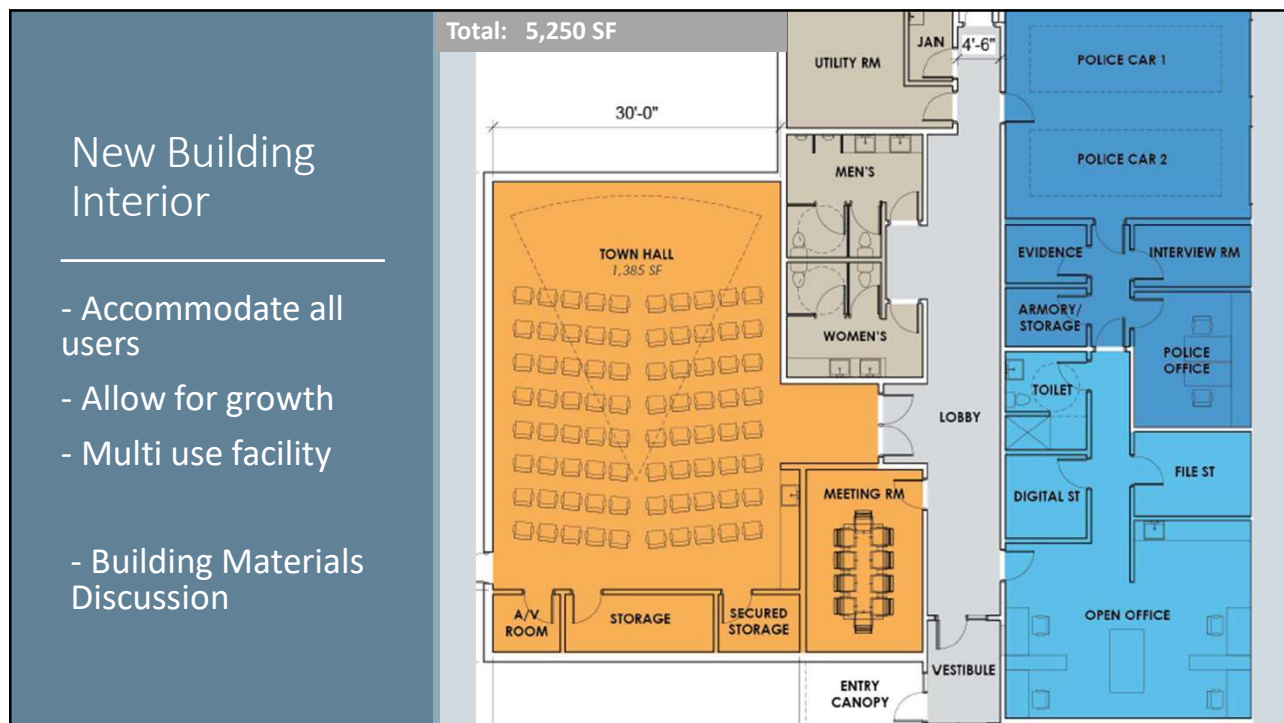 New Building
Interior
- Accommodate all
users
- Allow for growth
- Multi use facility
- Building Materials
Discussion
Total: 5,250 SF
JAN
4'-6"
UTILITY RM
POLICE CAR 1
30'-0"
POLICE CAR 2
MEN'S
TOWN HALL
1,385 SF
EVIDENCE
INTERVIEW RM
ARMORY/
STORAGE
WOMEN'S
POLICE
OFFICE
TOILET
LOBBY
FILE ST
MEETING RM
DIGITAL ST
A/V
ROOM
STORAGE
SECURED
STORAGE
OPEN OFFICE
VESTIBULE
ENTRY
CANOPY